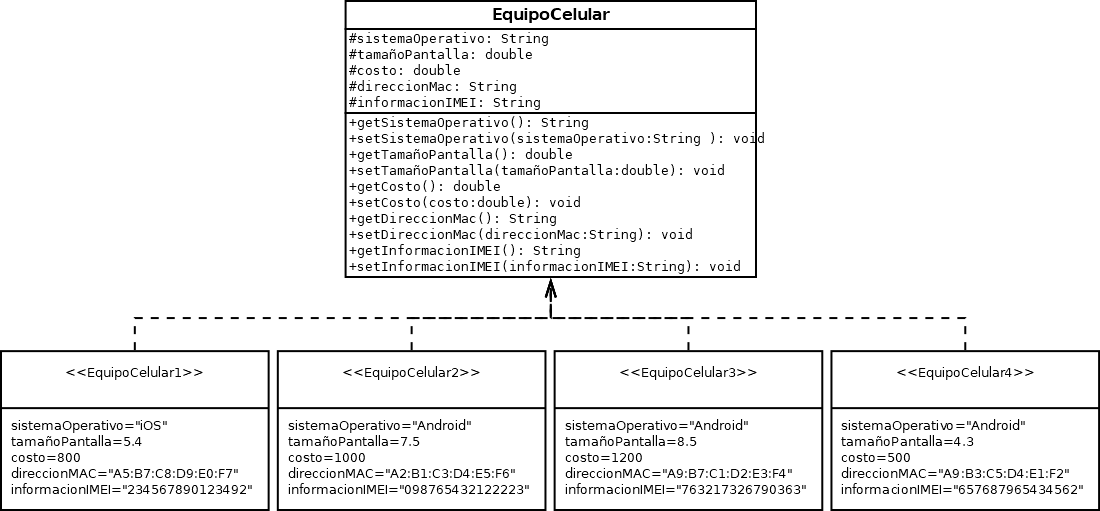 EquipoCelular
#sistemaOperativo: String
#tamañoPantalla: double
#costo: double
#direccionMac: String
#informacionIMEI: String
+getSistemaOperativo(): String
+setSistemaOperativo(sistemaOperativo:String ): void
+getTamañoPantalla(): double
+setTamañoPantalla(tamañoPantalla:double): void
+getCosto(): double
+setCosto(costo:double): void
+getDireccionMac(): String
+setDireccionMac(direccionMac:String): void
+getInformacionIMEI(): String
+setInformacionIMEI(informacionIMEI:String): void
<<EquipoCelular1>>
sistemaOperativo="iOS"
tamañoPantalla=5.4
costo=800
direccionMAC="A5:B7:C8:D9:E0:F7"
informacionIMEI="234567890123492"
<<EquipoCelular2>>
sistemaOperativo="Android"
tamañoPantalla=7.5
costo=1000
direccionMAC="A2:B1:C3:D4:E5:F6"
informacionIMEI="098765432122223"
<<EquipoCelular3>>
sistemaOperativo="Android"
tamañoPantalla=8.5
costo=1200
direccionMAC="A9:B7:C1:D2:E3:F4"
informacionIMEI="763217326790363"
<<EquipoCelular4>>
sistemaOperativo="Android"
tamañoPantalla=4.3
costo=500
direccionMAC="A9:B3:C5:D4:E1:F2"
informacionIMEI="657687965434562"